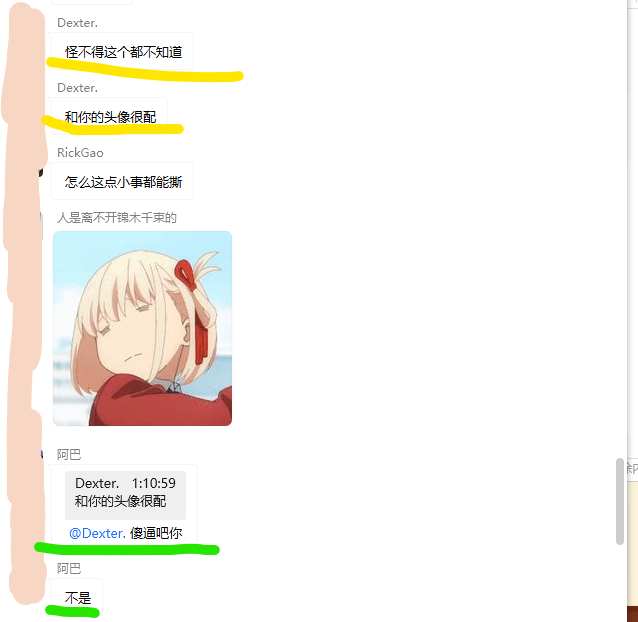 Dexter.
怪不得这个都不知道
Dexter.
和你的头像很配
RickGao
怎么这点小事都能撕
人是离不开锦木千束的
阿巴
Dexter. 1:10:59
和你的头像很配
@Dexter. 傻逼吧你
阿巴
不是